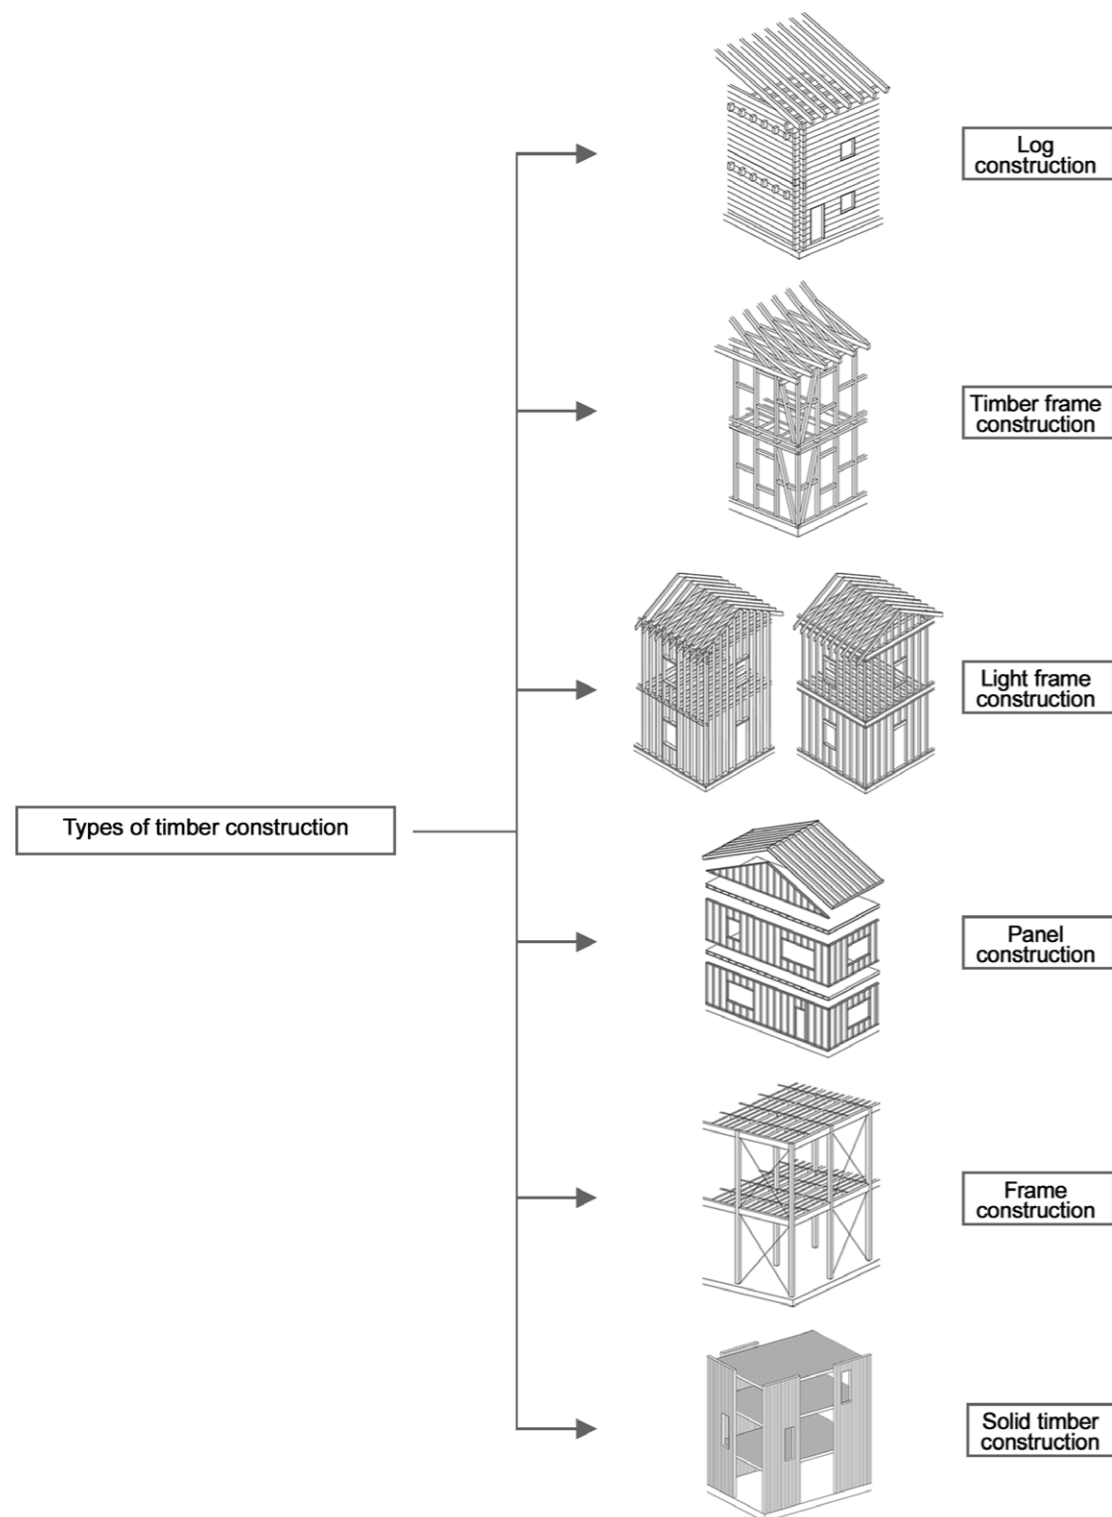 Log
construction
Timber frame
construction
Light frame
construction
Types of timber construction
Panel
construction
Frame
construction
Solid timber
construction